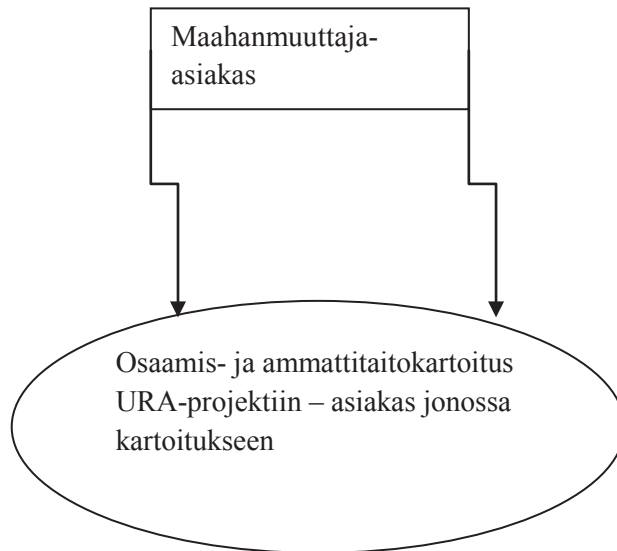 Maahanmuuttaja-
asiakas
Osaamis- ja ammattitaitokartoitus
URA-projektiin – asiakas jonossa
kartoitukseen